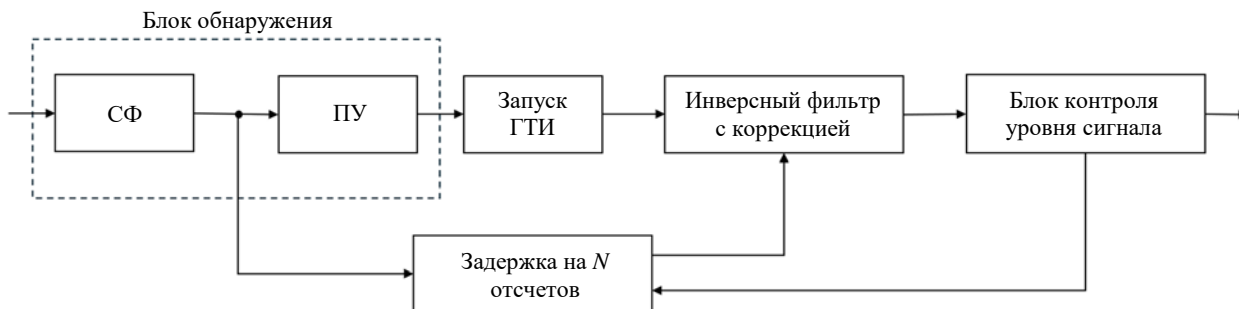 Блок обнаружения
СФ
ПУ
Запуск
ГТИ
Инверсный фильтр
с коррекцией
Блок контроля
уровня сигнала
Задержка на N
отсчетов